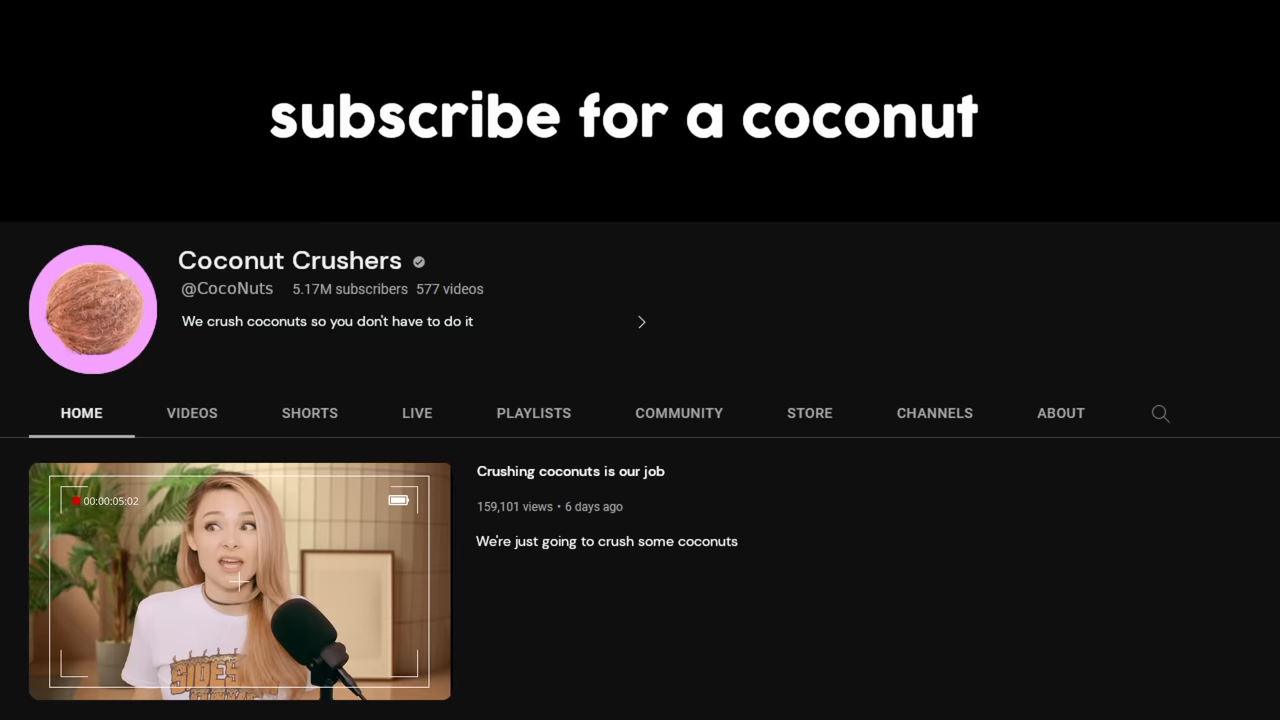 subscribe for a coconut
Coconut Crushers
@CocoNuts 5.17M subscribers 577 videos
We crush coconuts so you don't have to do it
HOME VIDEOS SHORTS LIVE PLAYLISTS COMMUNITY STORE CHANNELS ABOUT
00:00:05:02
Crushing coconuts is our job
159,101 views • 6 days ago
We're just going to crush some coconuts